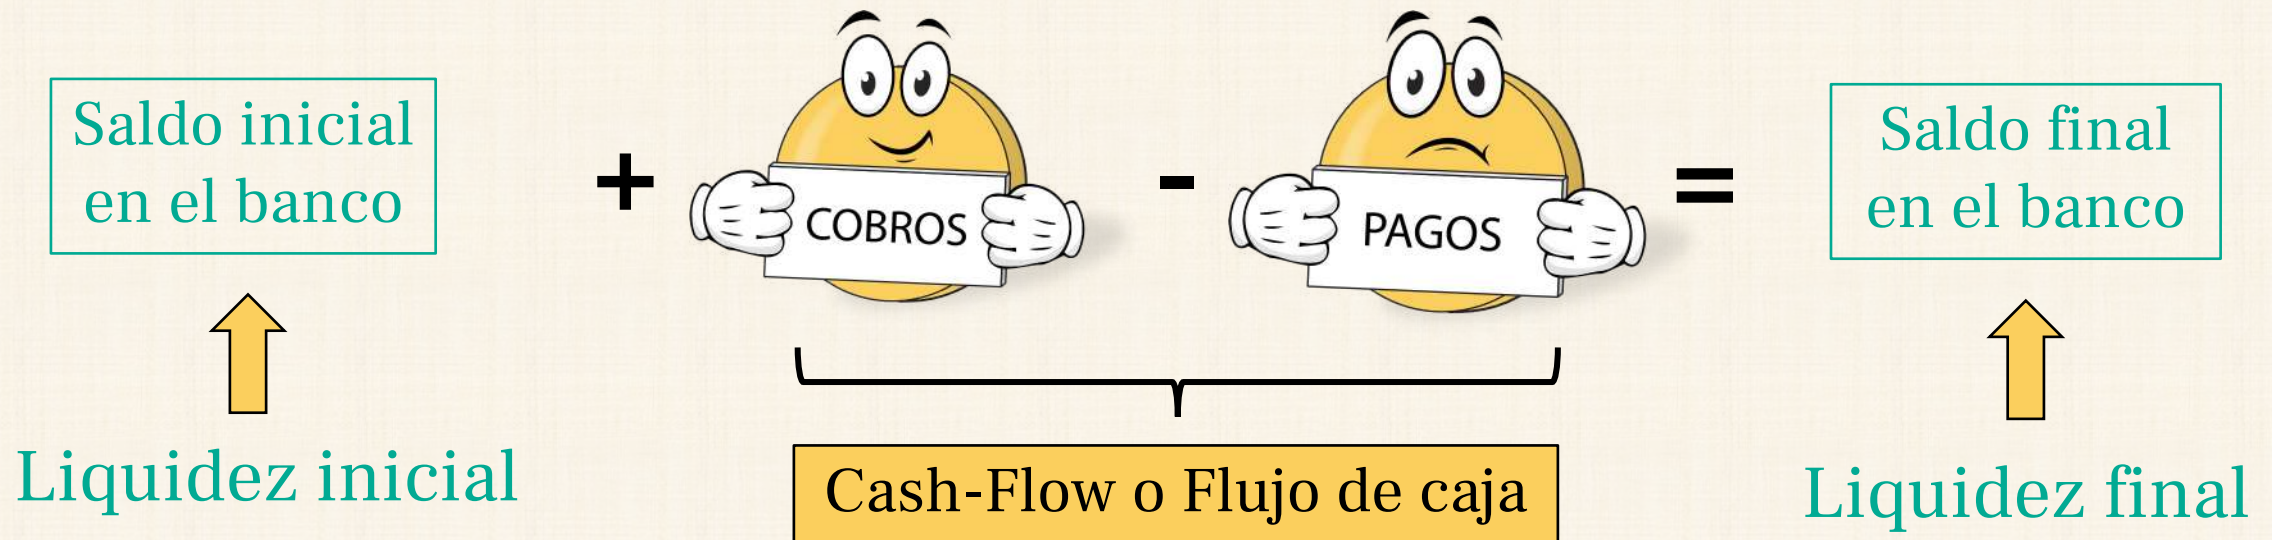 Saldo inicial
en el banco
+
COBROS
-
PAGOS
=
Saldo final
en el banco
Liquidez inicial
Cash-Flow o Flujo de caja
Liquidez final